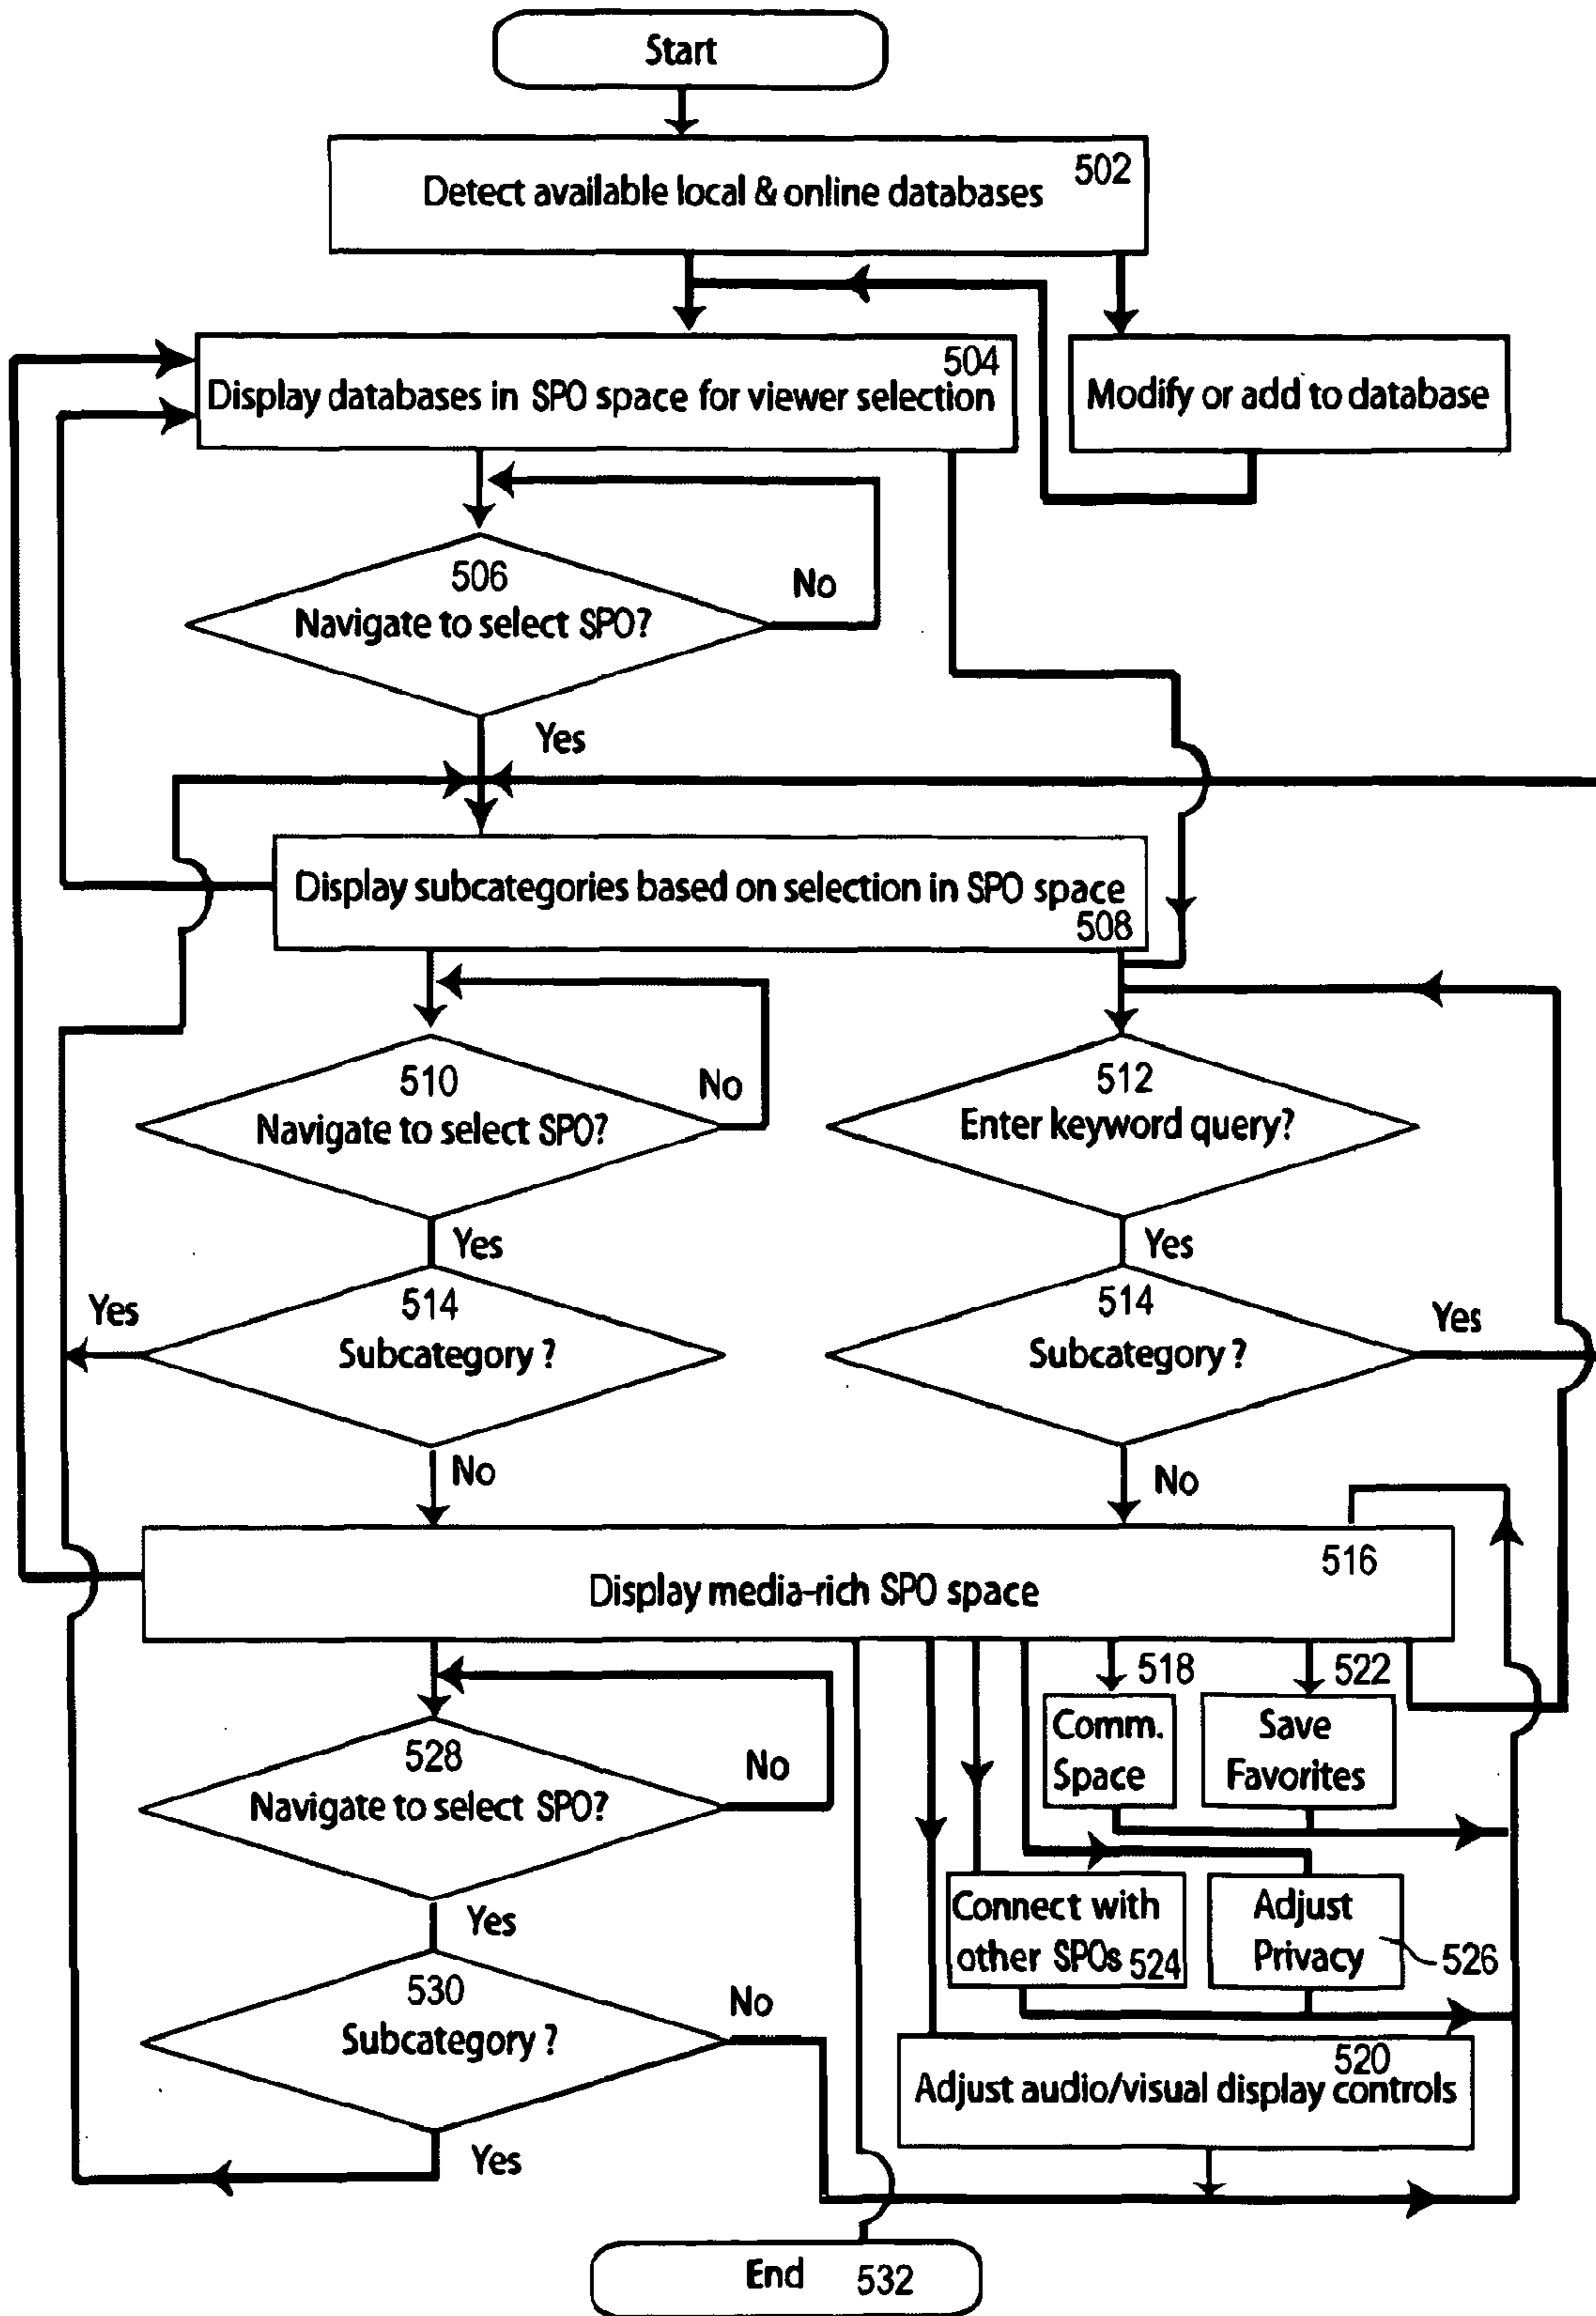 Start
502
Detect available local & online databases
504
Display databases in SPO space for viewer selection
Modify or add to database
506
Navigate to select SPO?
No
Yes
Display subcategories based on selection in SPO space
508
510
Navigate to select SPO?
No
512
Enter keyword query?
Yes
Yes
Yes
514
Subcategory ?
514
Subcategory ?
Yes
No
No
516
Display media-rich SPO space
518
522
Comm.
Space
Save
Favorites
528
Navigate to select SPO?
No
Yes
Connect with
other SPOs 524
Adjust
Privacy
526
530
Subcategory ?
No
520
Adjust audio/visual display controls
Yes
End 532